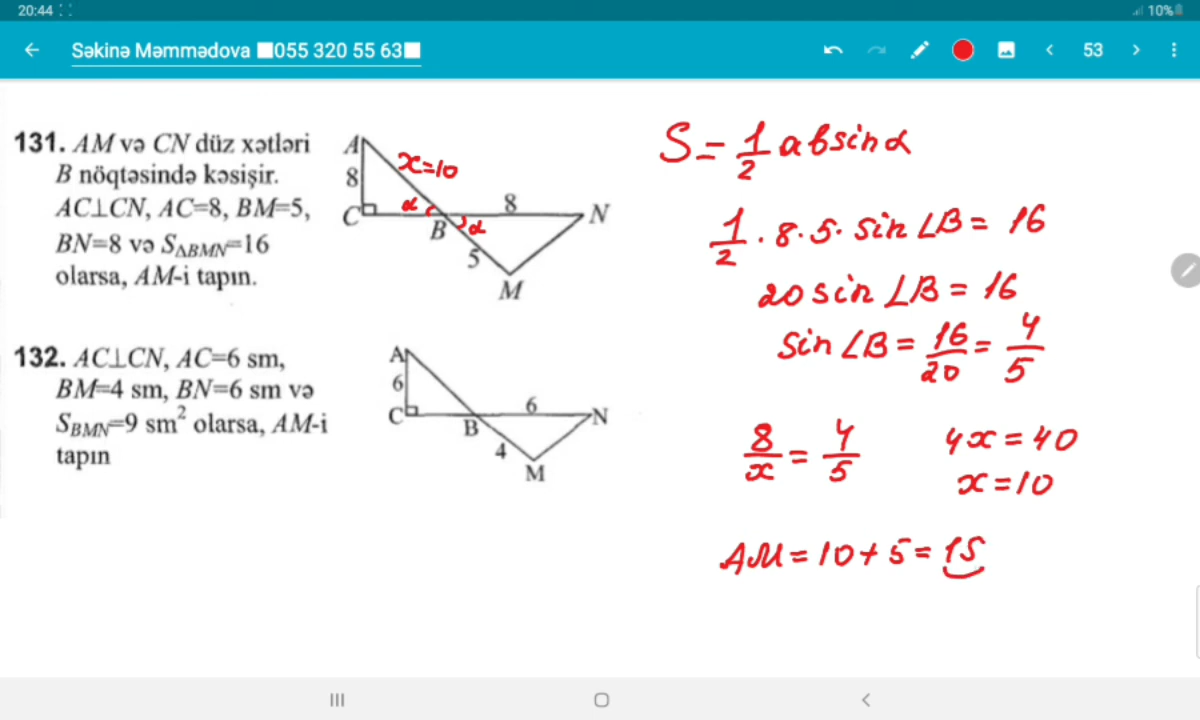 20:44
10%
Səkinə Məmmədova 055 320 55 63
53
131. AM və CN düz xətləri
B nöqtəsində kəsişir.
AC⊥CN, AC=8, BM=5,
BN=8 və S△BMN=16
olarsa, AM-i tapın.
A
x=10
8
8
C
α
B
α
N
5
M
132. AC⊥CN, AC=6 sm,
BM=4 sm, BN=6 sm və
SBMN=9 sm² olarsa, AM-i
tapın
A
6
6
C
B
N
4
M
S=1/2 absinα
1/2 · 8 · 5 · sin∠B = 16
20 sin∠B = 16
sin∠B = 16/20 = 4/5
8/x = 4/5
4x = 40
x = 10
AM = 10 + 5 = 15